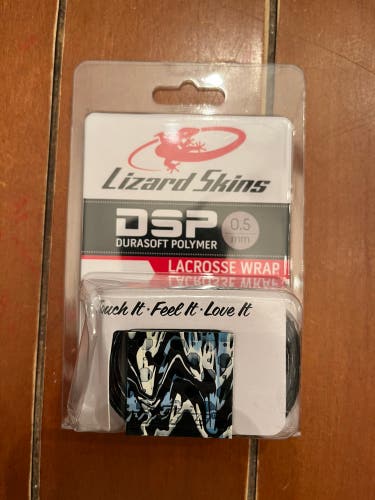 Lizard Skins
DSP 0.5 mm
DURASOFT POLYMER
LACROSSE WRAP
Touch It · Feel It · Love It